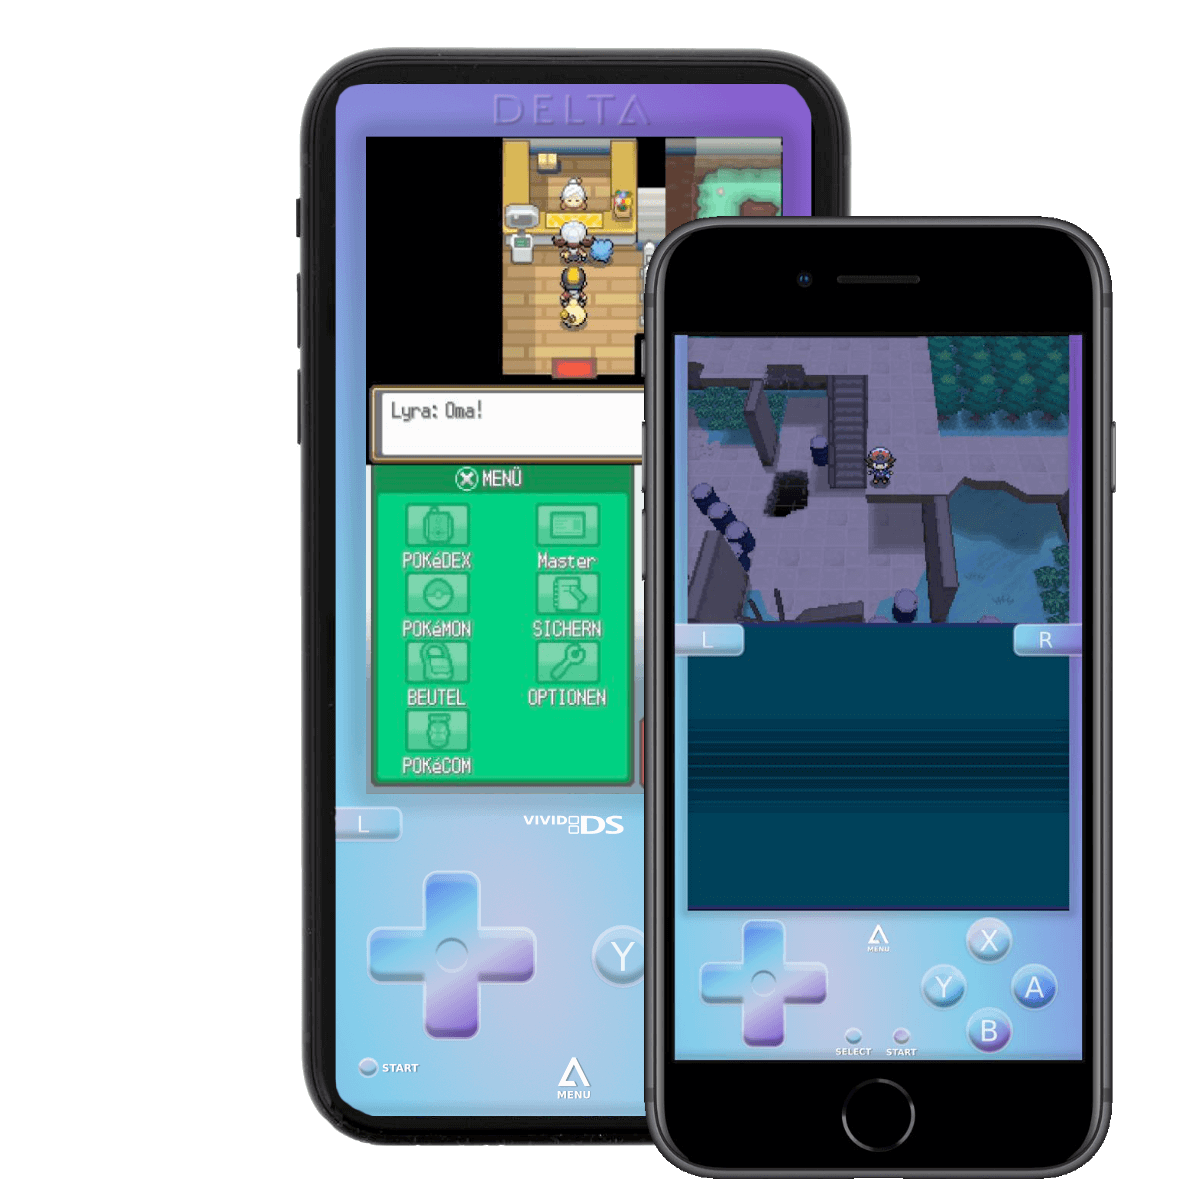 DELTA
Lyra: Oma!
MENÜ
POKéDEX
Master
POKéMON
SICHERN
BEUTEL
OPTIONEN
POKéCOM
L
VIVID DS
Y
START
MENU
L
R
MENU
X
Y
A
B
SELECT
START